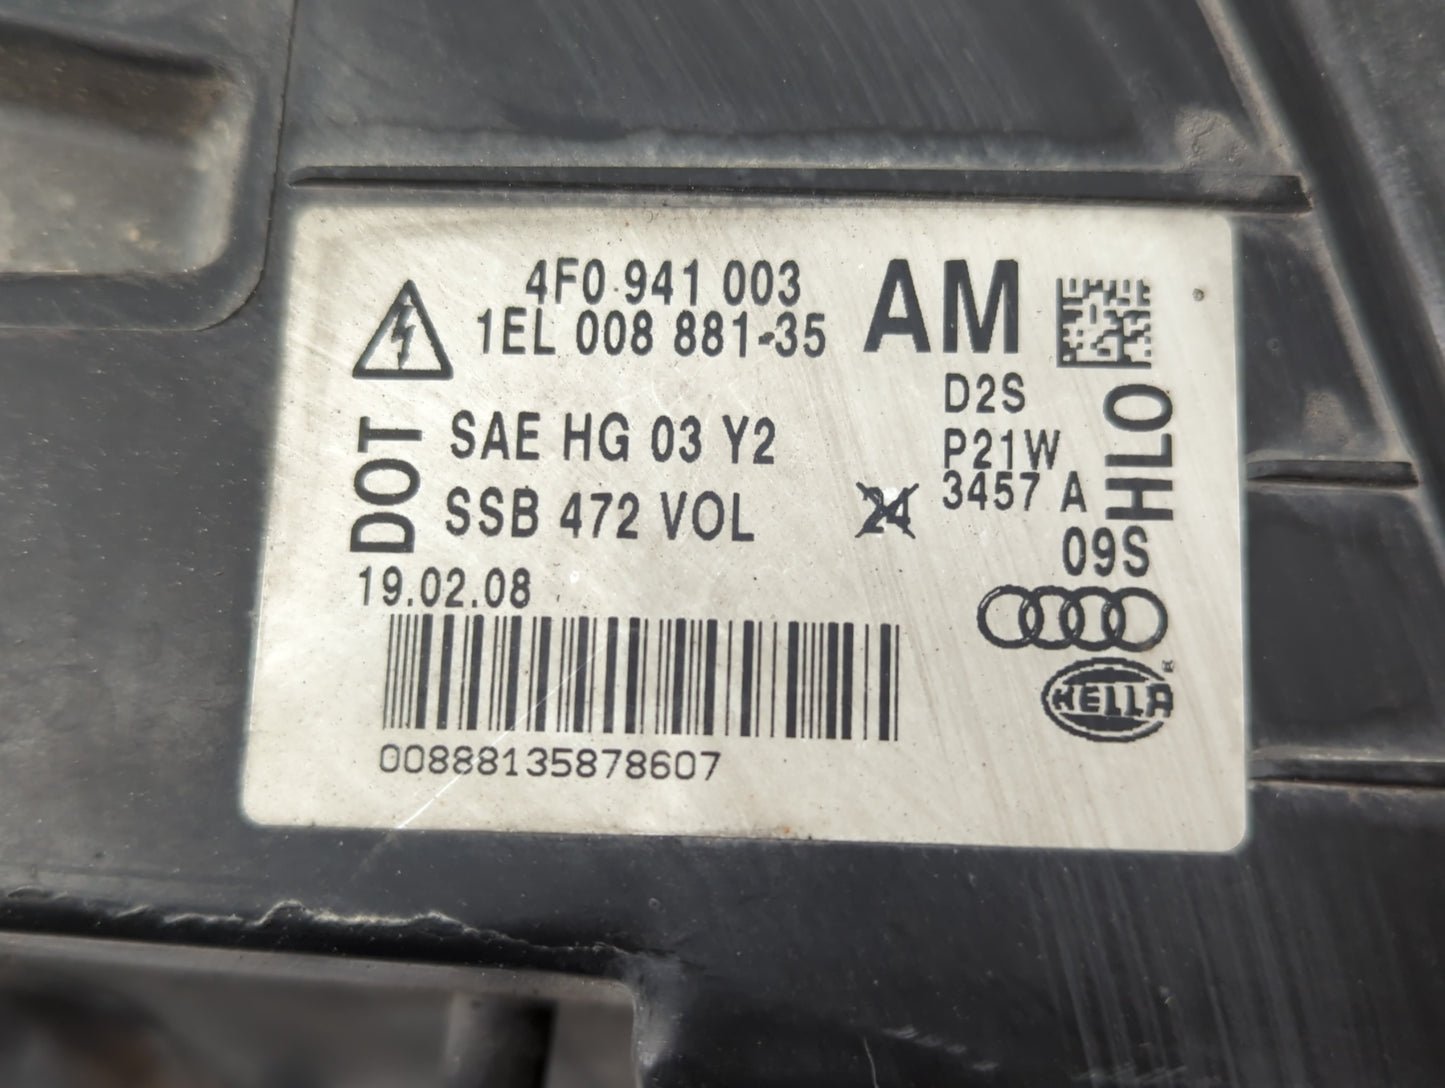 4F0 941 003 AM
1EL 008 881-35
DOT
SAE HG 03 Y2
SSB 472 VOL
19.02.08
D2S
P21W
24
3457 A
HLO
09S
HELLA®
00888135878607